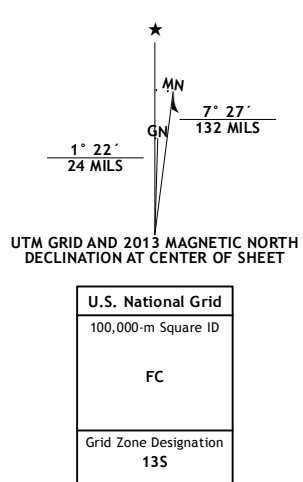 MN
GN
7° 27´
132 MILS
1° 22´
24 MILS
UTM GRID AND 2013 MAGNETIC NORTH
DECLINATION AT CENTER OF SHEET
U.S. National Grid
100,000-m Square ID
FC
Grid Zone Designation
13S